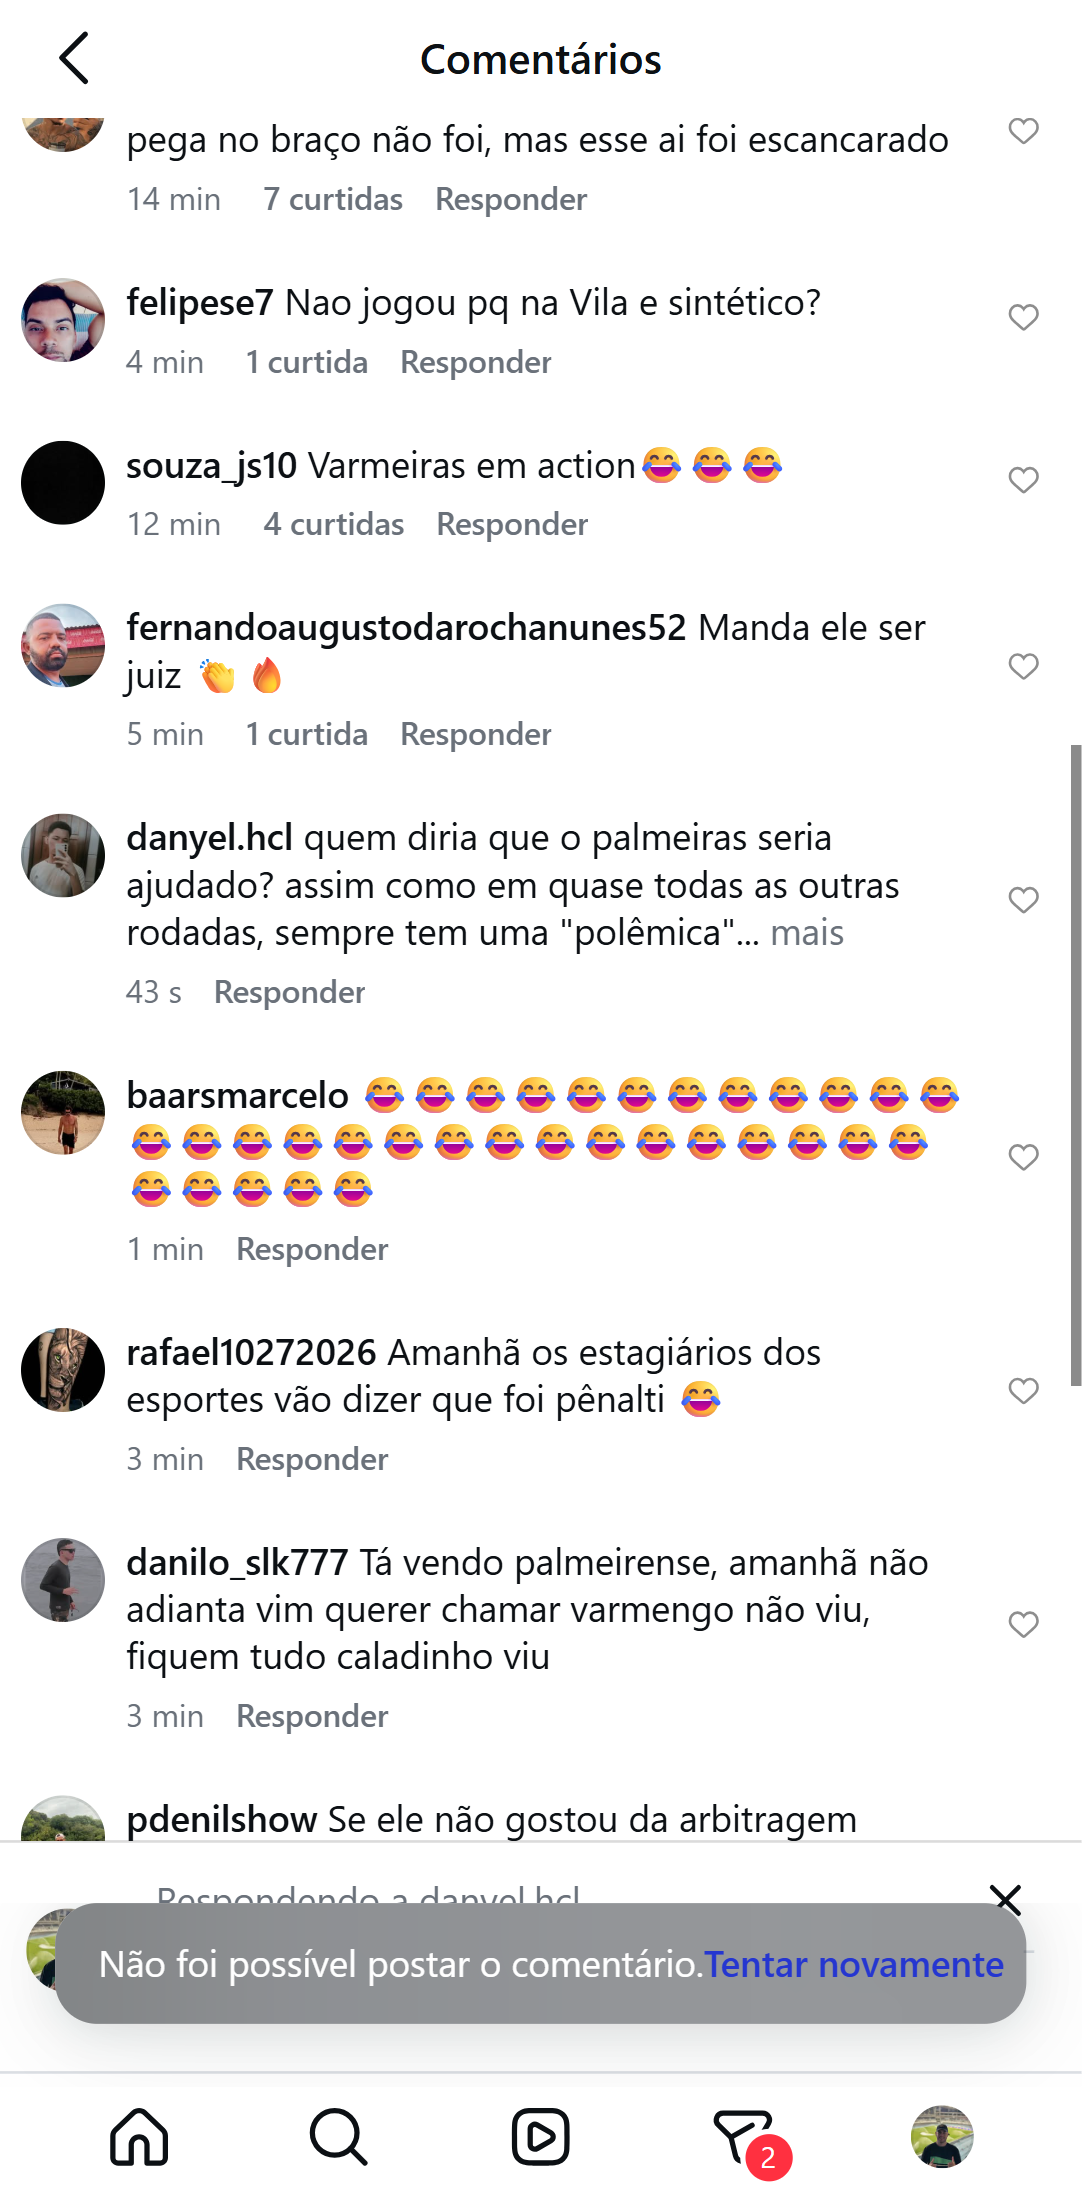 Comentários
pega no braço não foi, mas esse ai foi escancarado
14 min 7 curtidas Responder
felipese7 Nao jogou pq na Vila e sintético?
4 min 1 curtida Responder
souza_js10 Varmeiras em action😂😂😂
12 min 4 curtidas Responder
fernandoaugustodarochanunes52 Manda ele ser
juiz 👏🔥
5 min 1 curtida Responder
danyel.hcl quem diria que o palmeiras seria
ajudado? assim como em quase todas as outras
rodadas, sempre tem uma "polêmica"... mais
43 s Responder
baarsmarcelo 😂😂😂😂😂😂😂😂😂😂😂😂
😂😂😂😂😂😂😂😂😂😂😂😂😂😂😂😂
😂😂😂😂😂
1 min Responder
rafael10272026 Amanhã os estagiários dos
esportes vão dizer que foi pênalti 😂
3 min Responder
danilo_slk777 Tá vendo palmeirense, amanhã não
adianta vim querer chamar varmengo não viu,
fiquem tudo caladinho viu
3 min Responder
pdenilshow Se ele não gostou da arbitragem
Respondendo a danyel.hcl
Não foi possível postar o comentário.Tentar novamente
2